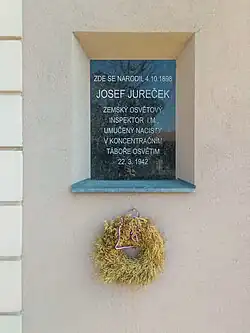 ZDE SE NARODIL 4.10.1898
JOSEF JUREČEK
ZEMSKÝ OSVĚTOVÝ
INSPEKTOR I.M.
UMUČENÝ NACISTY
V KONCENTRAČNÍM
TÁBOŘE OSVĚTIM
22. 3. 1942